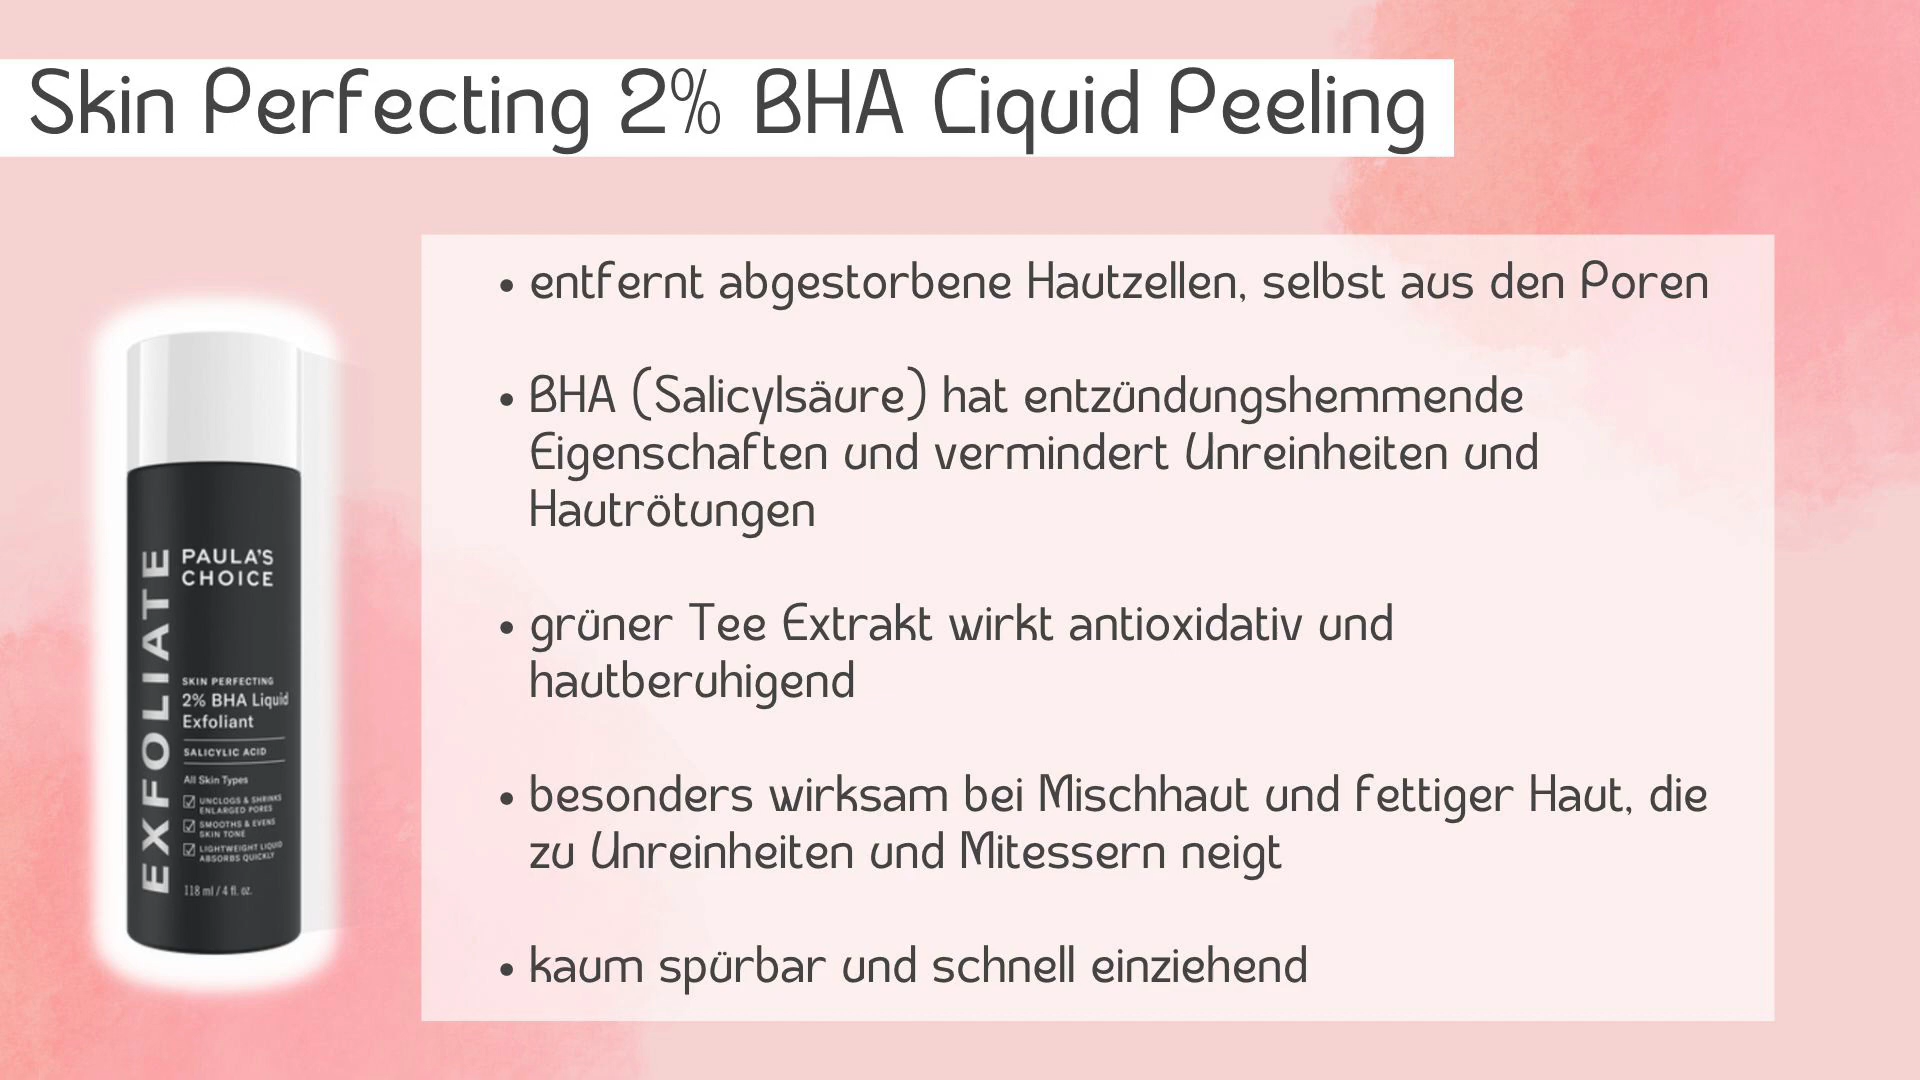 Skin Perfecting 2% BHA Liquid Peeling
• entfernt abgestorbene Hautzellen, selbst aus den Poren
• BHA (Salicylsäure) hat entzündungshemmende
Eigenschaften und vermindert Unreinheiten und
Hautrötungen
• grüner Tee Extrakt wirkt antioxidativ und
hautberuhigend
• besonders wirksam bei Mischhaut und fettiger Haut, die
zu Unreinheiten und Mitessern neigt
• kaum spürbar und schnell einziehend
EXFOLIATE
PAULA'S
CHOICE
SKIN PERFECTING
2% BHA Liquid
Exfoliant
SALICYLIC ACID
All Skin Types
UNCLOGS & SHRINKS
ENLARGED PORES
SMOOTHS & EVENS
SKIN TONE
LIGHTWEIGHT LIQUID
ABSORBS QUICKLY
118 ml / 4 fl. oz.